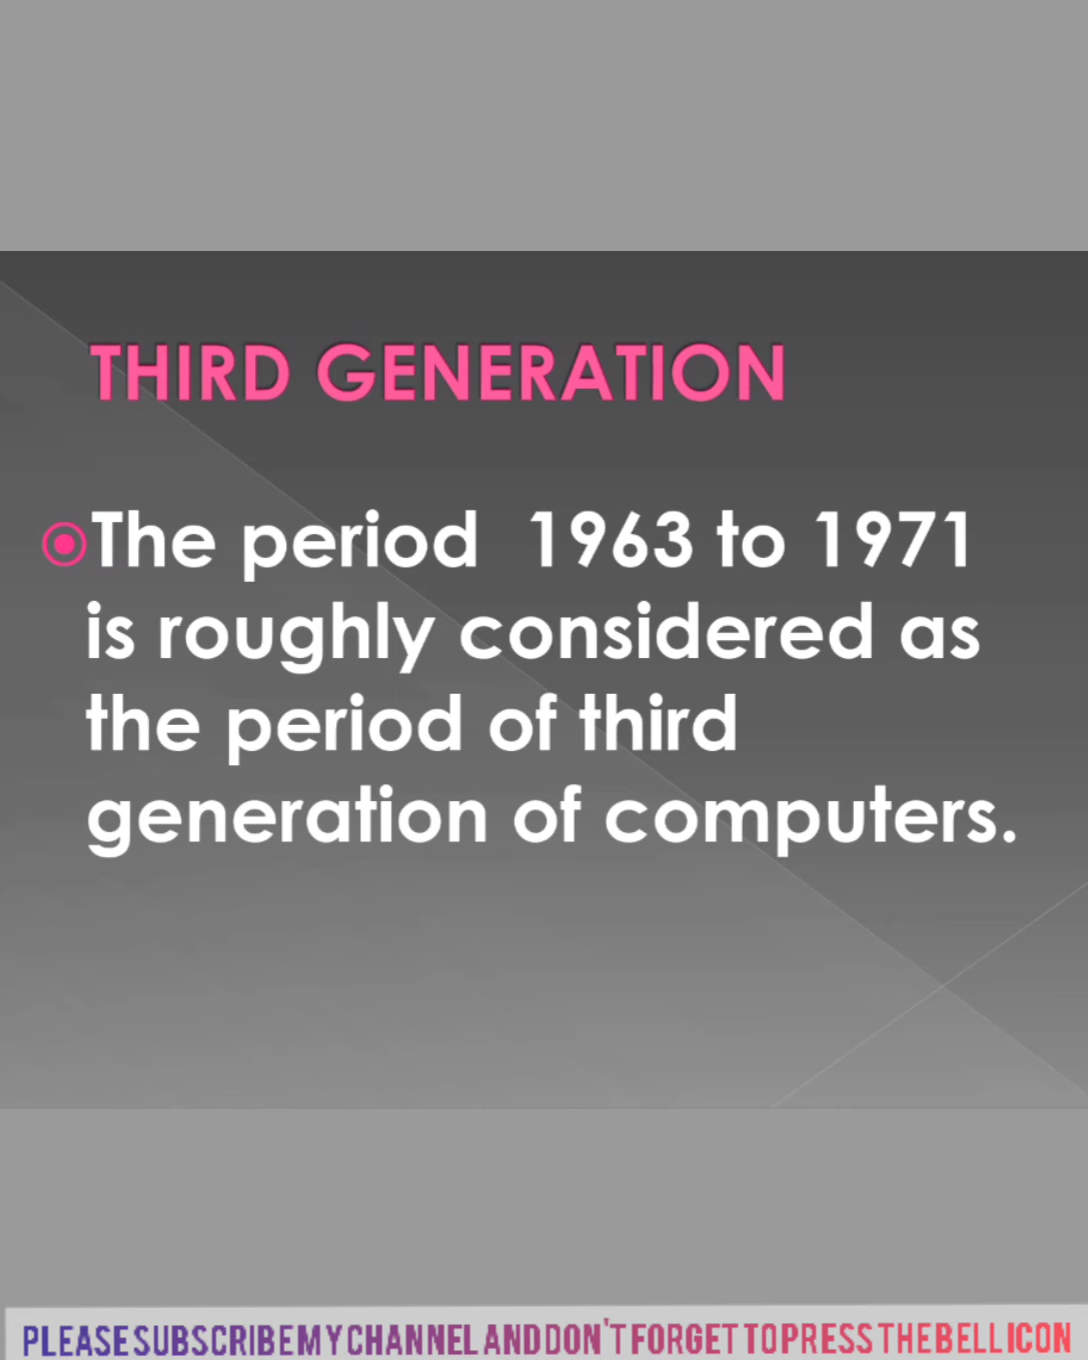 THIRD GENERATION
The period  1963 to 1971
is roughly considered as
the period of third
generation of computers.
PLEASE SUBSCRIBE MY CHANNEL AND DON'T FORGET TO PRESS THE BELL ICON